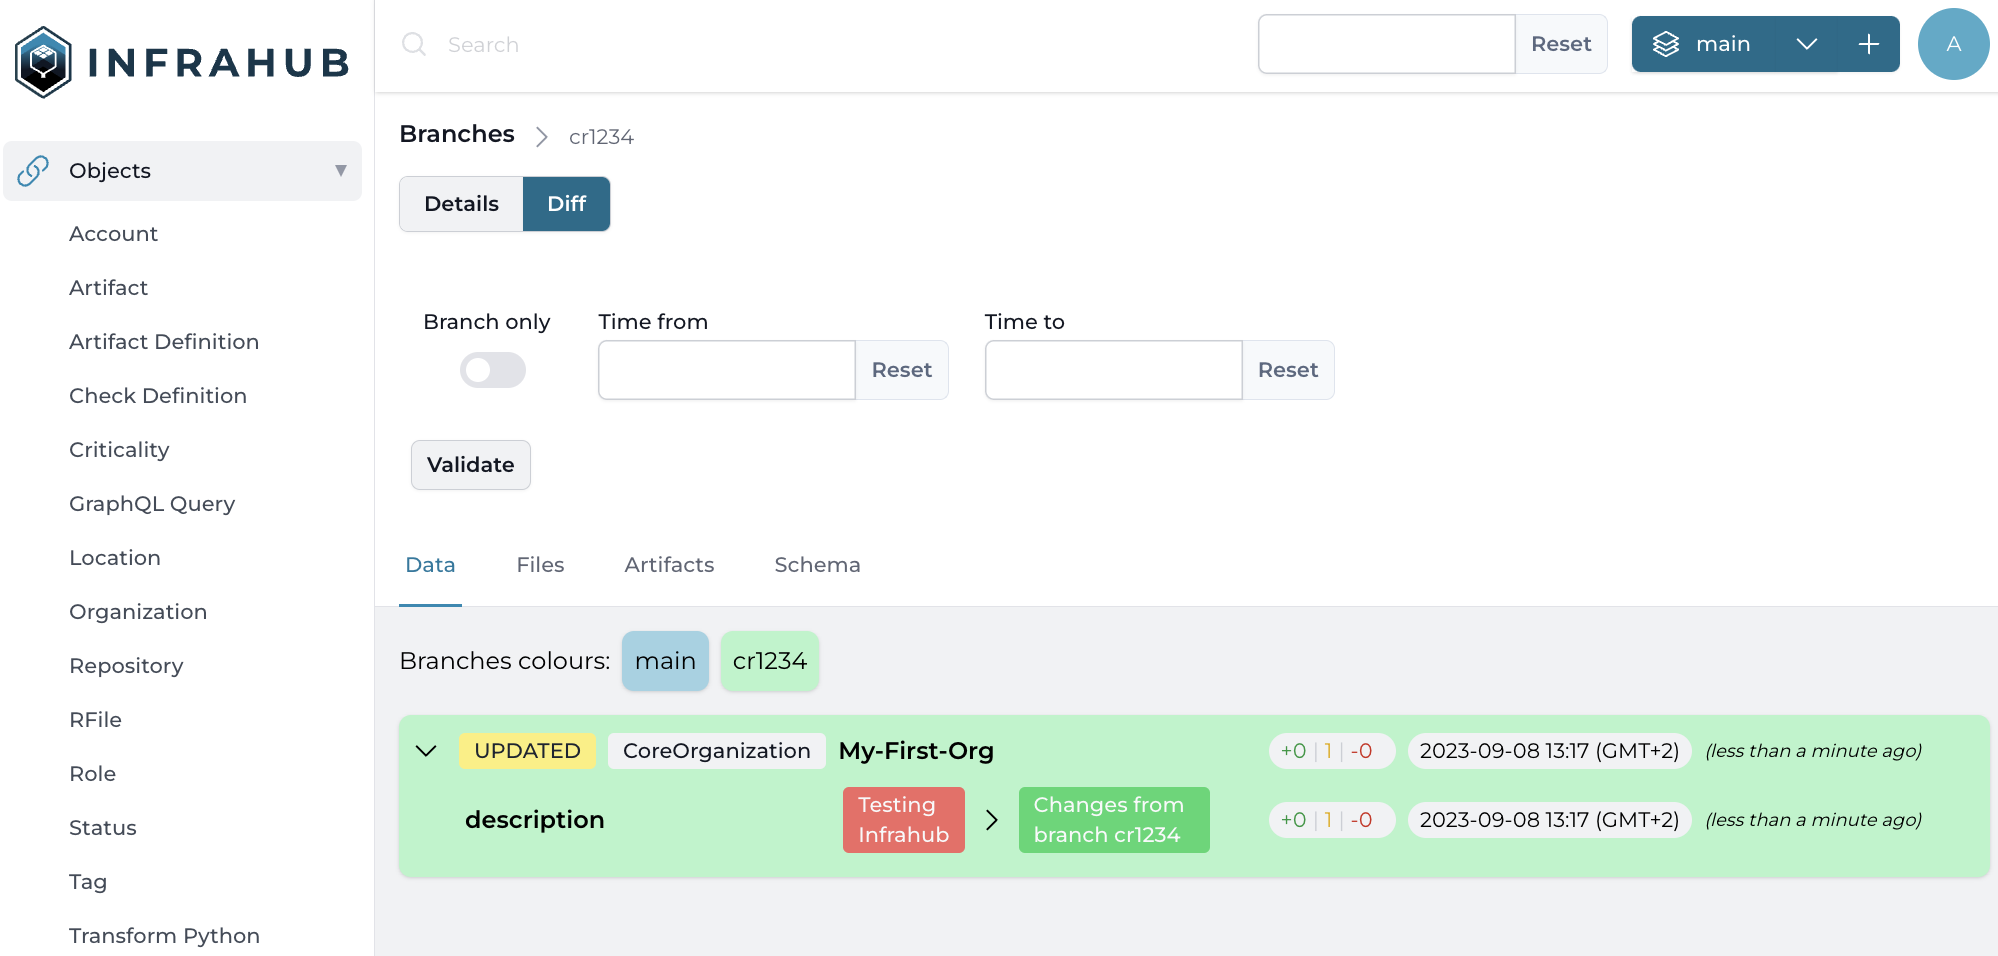 INFRAHUB
Search
Reset
main
A
Objects
Account
Artifact
Artifact Definition
Check Definition
Criticality
GraphQL Query
Location
Organization
Repository
RFile
Role
Status
Tag
Transform Python
Branches > cr1234
Details Diff
Branch only Time from Time to
Reset Reset
Validate
Data Files Artifacts Schema
Branches colours: main cr1234
UPDATED CoreOrganization My-First-Org +0 | 1 | -0 2023-09-08 13:17 (GMT+2) (less than a minute ago)
description Testing
Infrahub > Changes from
branch cr1234 +0 | 1 | -0 2023-09-08 13:17 (GMT+2) (less than a minute ago)